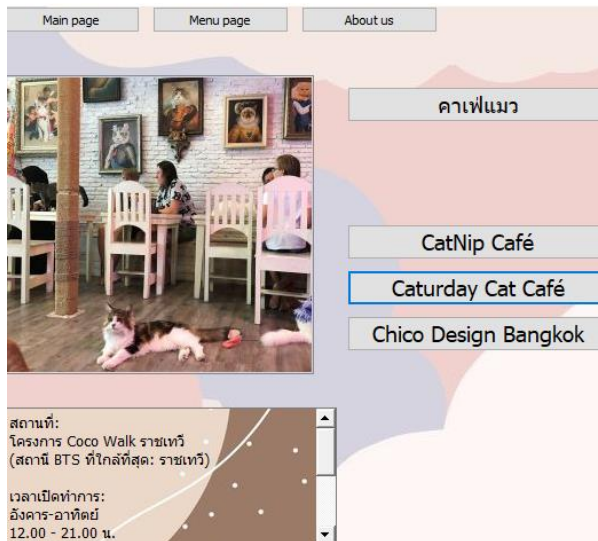 Main page
Menu page
About us
คาเฟ่แมว
CatNip Café
Caturday Cat Café
Chico Design Bangkok
สถานที่:
โครงการ Coco Walk ราชเทวี
(สถานี BTS ที่ใกล้ที่สุด: ราชเทวี)
เวลาเปิดทำการ:
อังคาร-อาทิตย์
12.00 - 21.00 น.